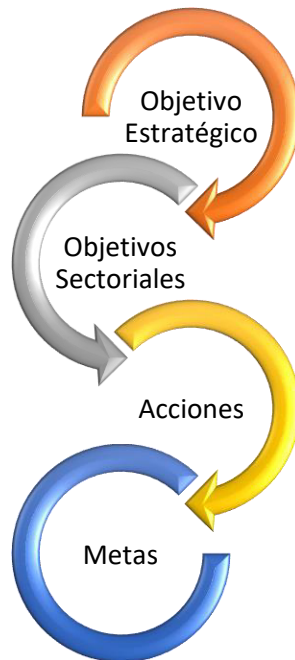 Objetivo
Estratégico
Objetivos
Sectoriales
Acciones
Metas